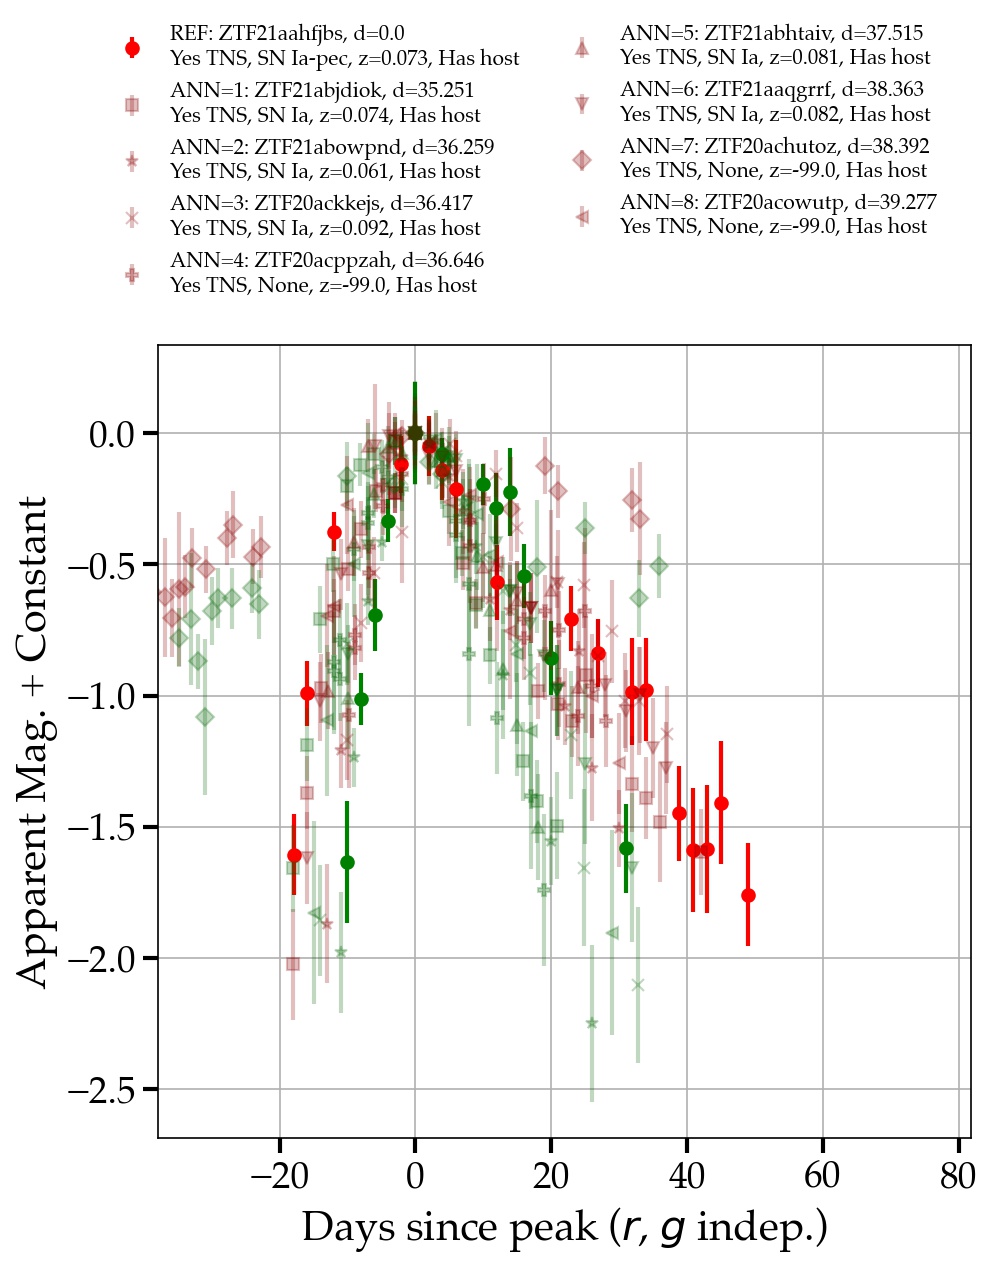 REF: ZTF21aahfjbs, d=0.0
Yes TNS, SN Ia-pec, z=0.073, Has host
ANN=1: ZTF21abjdiok, d=35.251
Yes TNS, SN Ia, z=0.074, Has host
ANN=2: ZTF21abowpnd, d=36.259
Yes TNS, SN Ia, z=0.061, Has host
ANN=3: ZTF20ackkejs, d=36.417
Yes TNS, SN Ia, z=0.092, Has host
ANN=4: ZTF20acppzah, d=36.646
Yes TNS, None, z=-99.0, Has host
ANN=5: ZTF21abhtaiv, d=37.515
Yes TNS, SN Ia, z=0.081, Has host
ANN=6: ZTF21aaqgrrf, d=38.363
Yes TNS, SN Ia, z=0.082, Has host
ANN=7: ZTF20achutoz, d=38.392
Yes TNS, None, z=-99.0, Has host
ANN=8: ZTF20acowutp, d=39.277
Yes TNS, None, z=-99.0, Has host
Apparent Mag. + Constant
0.0
−0.5
−1.0
−1.5
−2.0
−2.5
−20 0 20 40 60 80
Days since peak (r, g indep.)